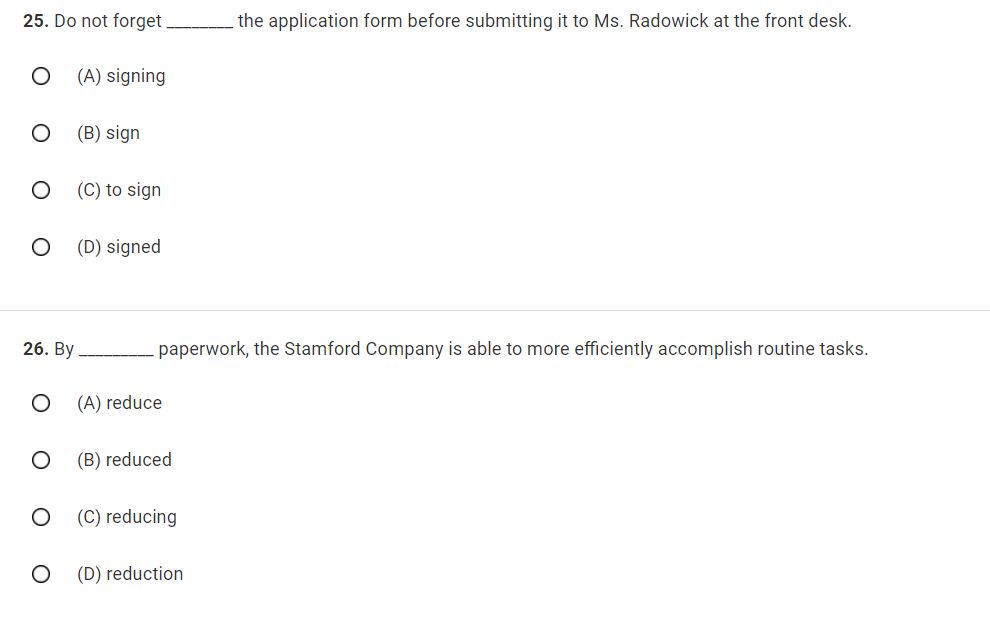 25. Do not forget ________ the application form before submitting it to Ms. Radowick at the front desk.
(A) signing
(B) sign
(C) to sign
(D) signed
26. By _________ paperwork, the Stamford Company is able to more efficiently accomplish routine tasks.
(A) reduce
(B) reduced
(C) reducing
(D) reduction